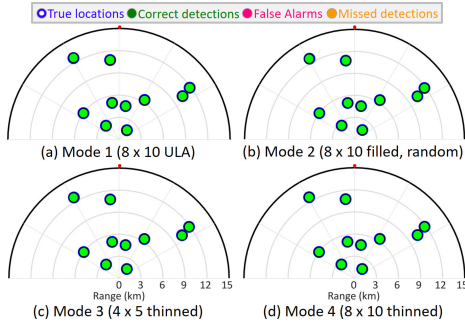 True locations Correct detections False Alarms Missed detections
(a) Mode 1 (8 x 10 ULA) (b) Mode 2 (8 x 10 filled, random)
0 3 6 9 12 15 0 3 6 9 12 15
Range (km) Range (km)
(c) Mode 3 (4 x 5 thinned) (d) Mode 4 (8 x 10 thinned)